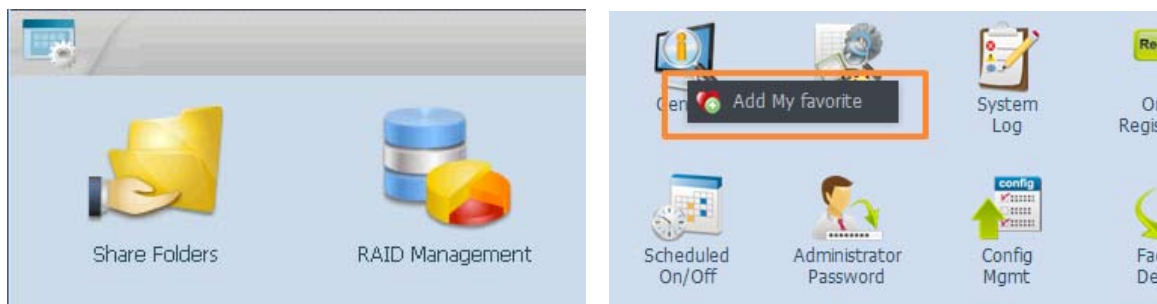 Share Folders
RAID Management
Add My favorite
System
Log
Scheduled
On/Off
Administrator
Password
config
Config
Mgmt